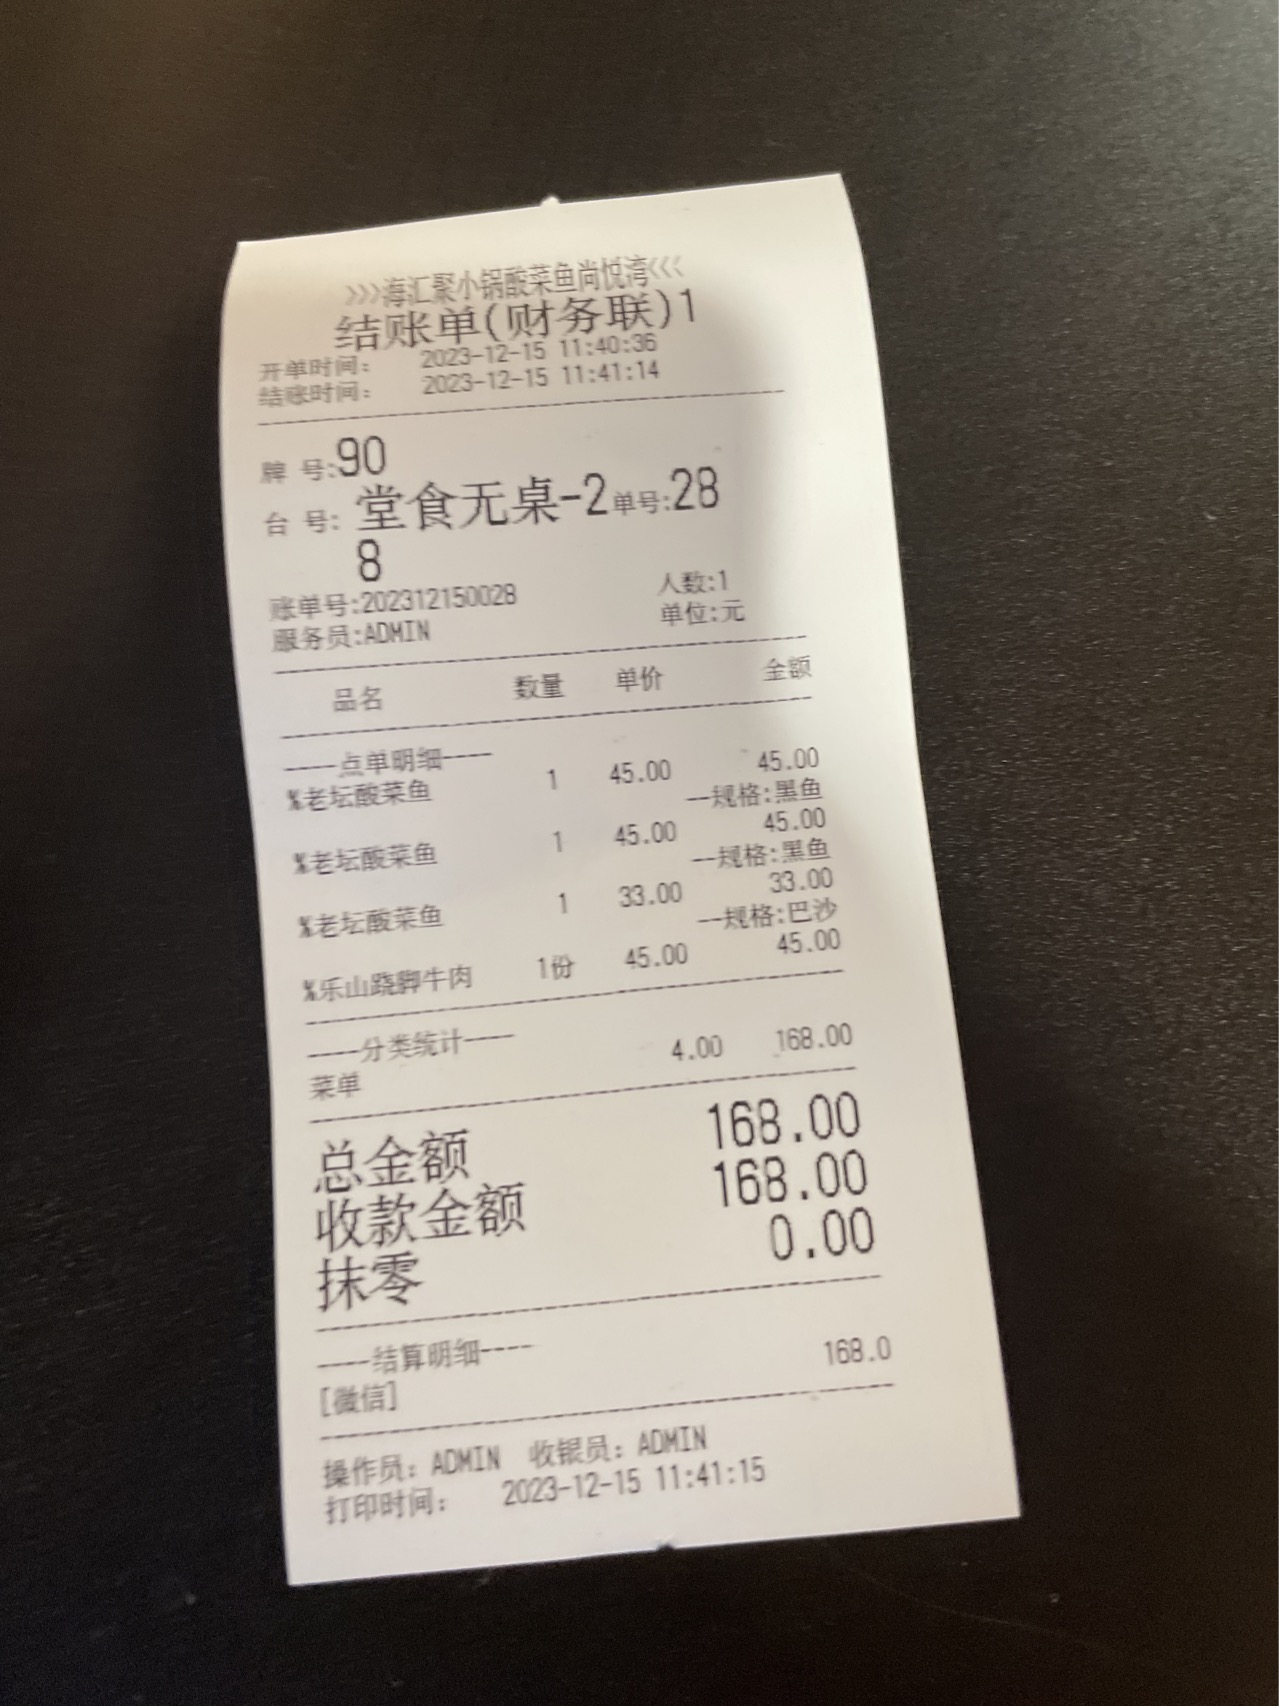 >>>海汇聚小锅酸菜鱼尚悦湾<<<
结账单(财务联)1
开单时间: 2023-12-15 11:40:36
结账时间: 2023-12-15 11:41:14
牌 号:90
台 号: 堂食无桌-2单号:28
8
账单号:202312150028 人数:1
服务员:ADMIN 单位:元
品名 数量 单价 金额
----点单明细----
%老坛酸菜鱼 1 45.00 45.00
--规格:黑鱼
%老坛酸菜鱼 1 45.00 45.00
--规格:黑鱼
%老坛酸菜鱼 1 33.00 33.00
--规格:巴沙
%乐山跷脚牛肉 1份 45.00 45.00
----分类统计----
菜单 4.00 168.00
总金额 168.00
收款金额 168.00
抹零 0.00
----结算明细----
[微信] 168.0
操作员: ADMIN 收银员: ADMIN
打印时间: 2023-12-15 11:41:15